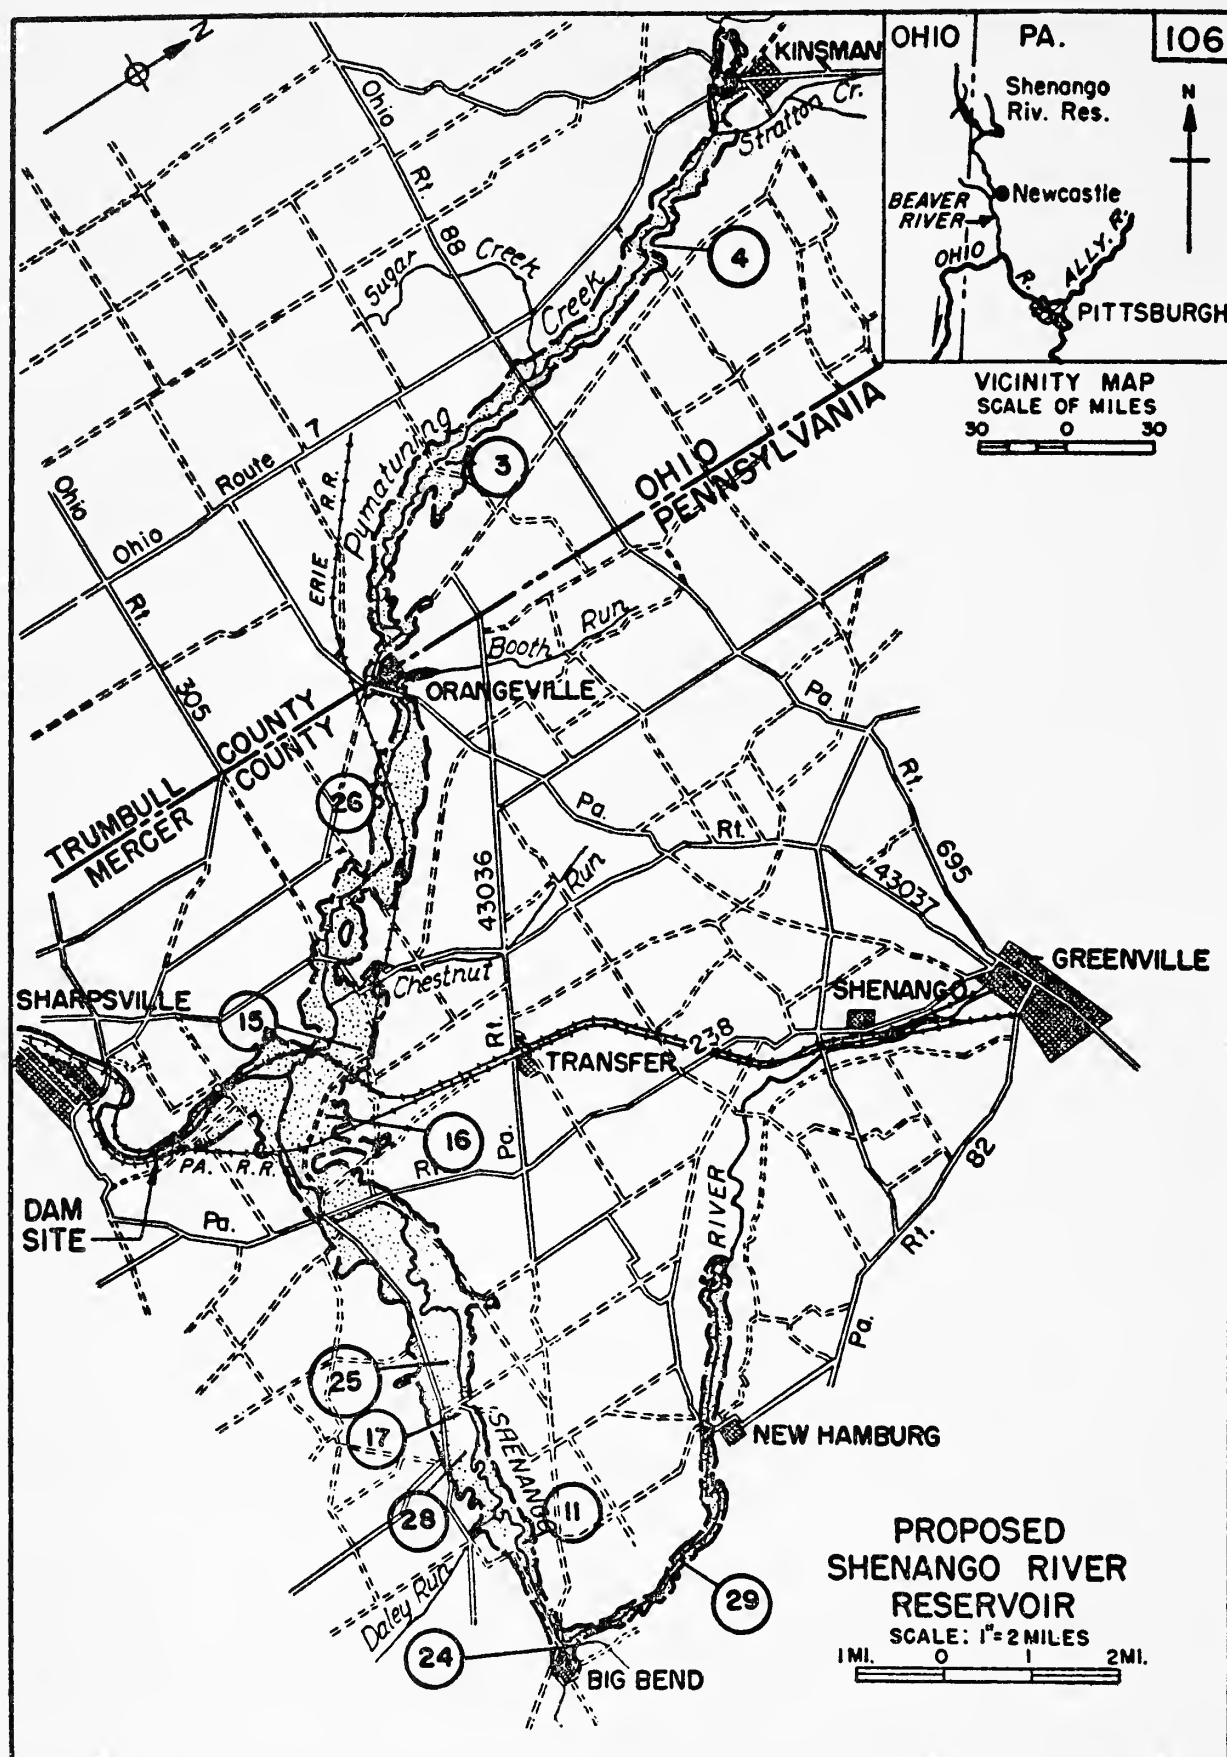 N
KINSMAN
OHIO
PA.
106
Shenango
Riv. Res.
N
Newcastle
BEAVER
RIVER
OHIO
R.
ALLY. R.
PITTSBURGH
VICINITY MAP
SCALE OF MILES
30 0 30
Ohio
Rt.
88
Stratton Cr.
Sugar Creek
4
Pymatuning Creek
3
OHIO
PENNSYLVANIA
Ohio Route 7
ERIE R.R.
Ohio
Rt.
305
Booth Run
ORANGEVILLE
TRUMBULL COUNTY
MERCER COUNTY
26
Pa.
Rt.
695
Pa.
Rt.
43037
43036
Rt.
Pa.
Chestnut Run
GREENVILLE
SHENANGO
SHARPSVILLE
15
TRANSFER
238
16
PA. R.R.
Rt.
Pa.
DAM
SITE
82
Rt.
Pa.
RIVER
25
17
SHENANGO
NEW HAMBURG
28
11
Daley Run
29
24
BIG BEND
PROPOSED
SHENANGO RIVER
RESERVOIR
SCALE: 1"=2 MILES
1 MI. 0 1 2 MI.